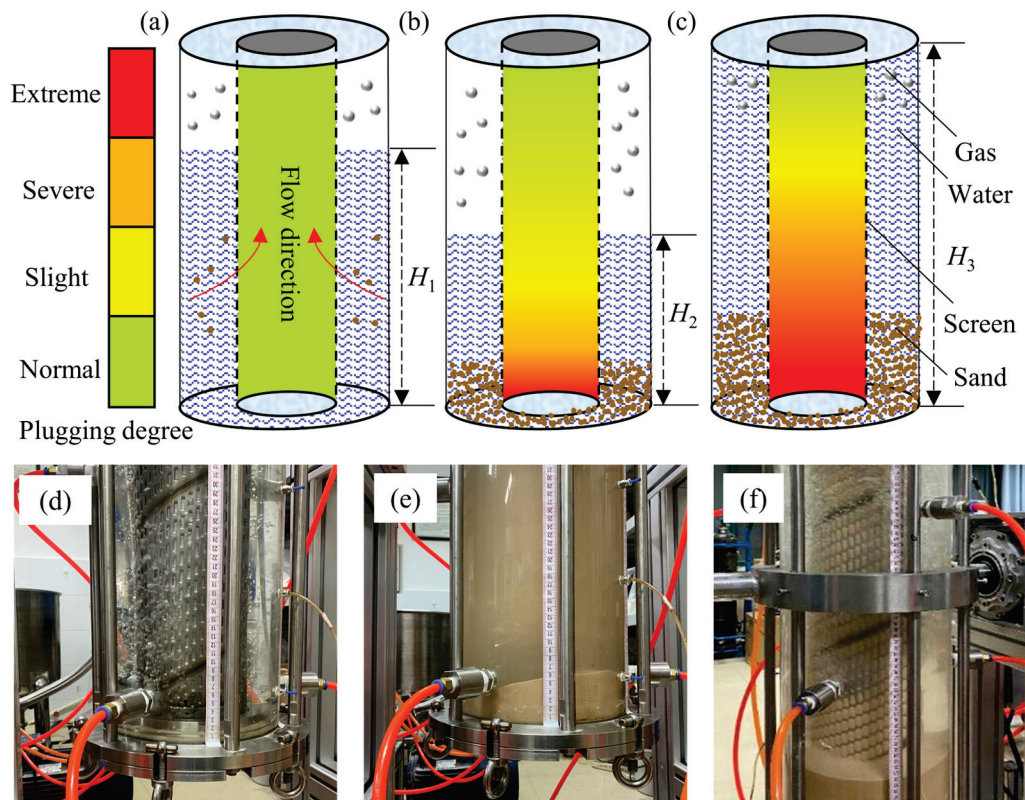 (a)
(b)
(c)
Extreme
Severe
Slight
Normal
Plugging degree
Flow direction
H₁
H₂
H₃
Gas
Water
Screen
Sand
(d)
(e)
(f)